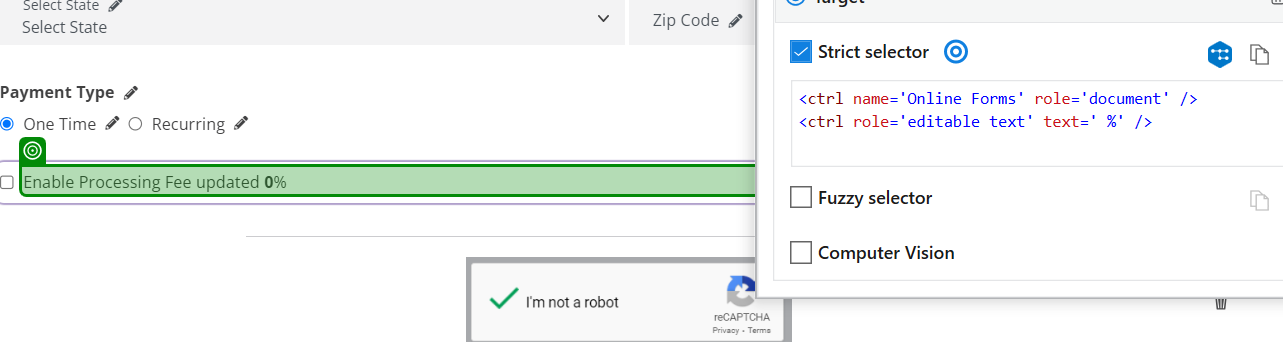 Select State
Select State
Zip Code
Payment Type
One Time
Recurring
Enable Processing Fee updated 0%
I'm not a robot
reCAPTCHA
Privacy - Terms
Target
Strict selector
<ctrl name='Online Forms' role='document' />
<ctrl role='editable text' text=' %' />
Fuzzy selector
Computer Vision